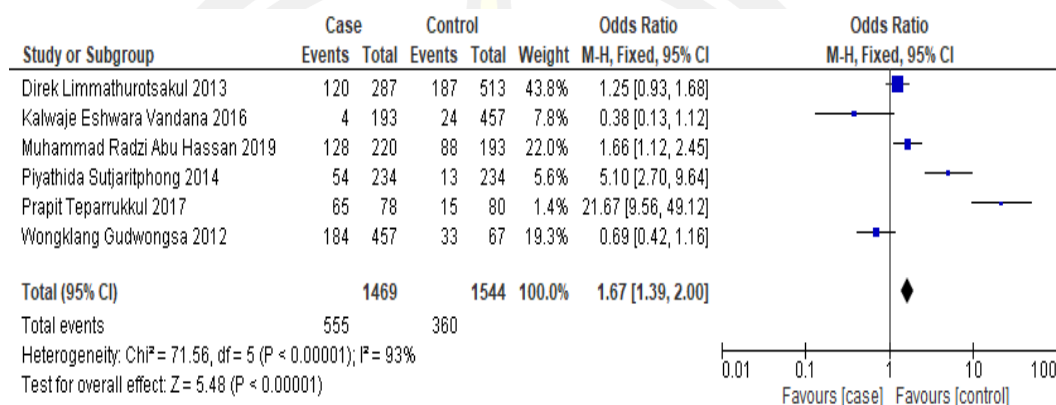 Case Control Odds Ratio Odds Ratio
Study or Subgroup Events Total Events Total Weight M-H, Fixed, 95% CI M-H, Fixed, 95% CI
Direk Limmathurotsakul 2013 120 287 187 513 43.8% 1.25 [0.93, 1.68]
Kalwaje Eshwara Vandana 2016 4 193 24 457 7.8% 0.38 [0.13, 1.12]
Muhammad Radzi Abu Hassan 2019 128 220 88 193 22.0% 1.66 [1.12, 2.45]
Piyathida Sutjaritphong 2014 54 234 13 234 5.6% 5.10 [2.70, 9.64]
Prapit Teparrukkul 2017 65 78 15 80 1.4% 21.67 [9.56, 49.12]
Wongklang Gudwongsa 2012 184 457 33 67 19.3% 0.69 [0.42, 1.16]
Total (95% CI) 1469 1544 100.0% 1.67 [1.39, 2.00]
Total events 555 360
Heterogeneity: Chi² = 71.56, df = 5 (P < 0.00001); I² = 93%
Test for overall effect: Z = 5.48 (P < 0.00001)
0.01 0.1 1 10 100
Favours [case] Favours [control]